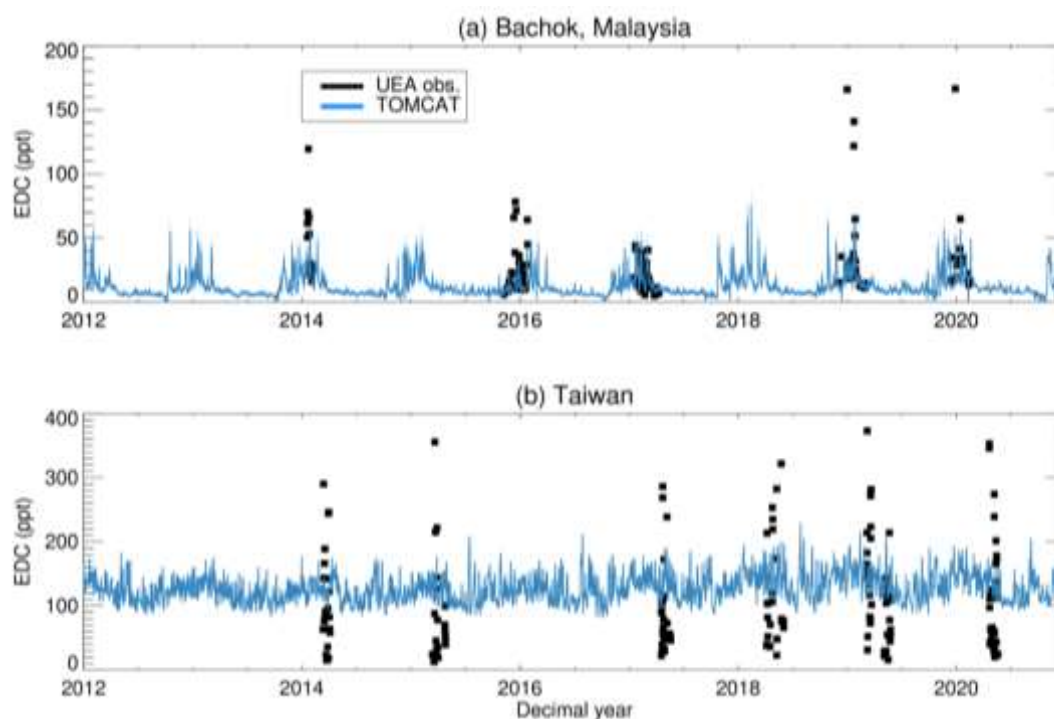 (a) Bachok, Malaysia
200
150
100
50
0
EDC (ppt)
UEA obs.
TOMCAT
2012 2014 2016 2018 2020
(b) Taiwan
400
300
200
100
0
EDC (ppt)
2012 2014 2016 2018 2020
Decimal year